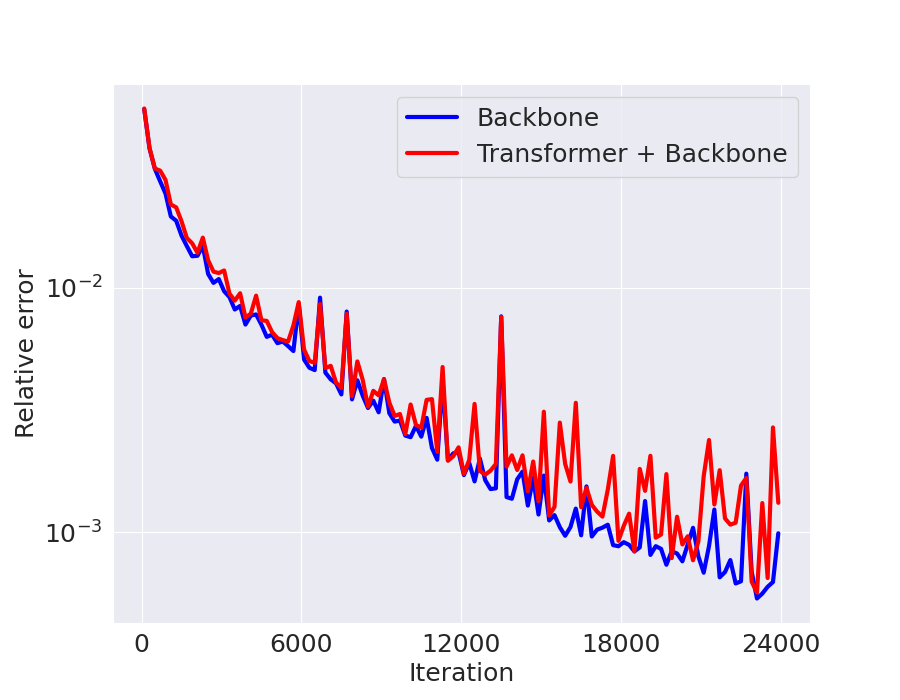 Backbone
Transformer + Backbone
Relative error
10⁻²
10⁻³
0 6000 12000 18000 24000
Iteration